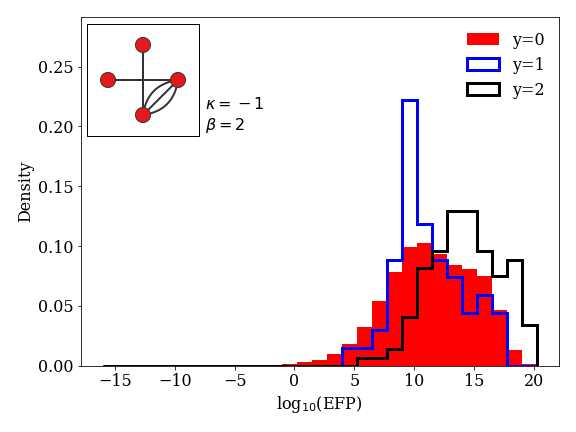 κ = −1
β = 2
y=0
y=1
y=2
Density
0.25
0.20
0.15
0.10
0.05
0.00
−15 −10 −5 0 5 10 15 20
log₁₀(EFP)